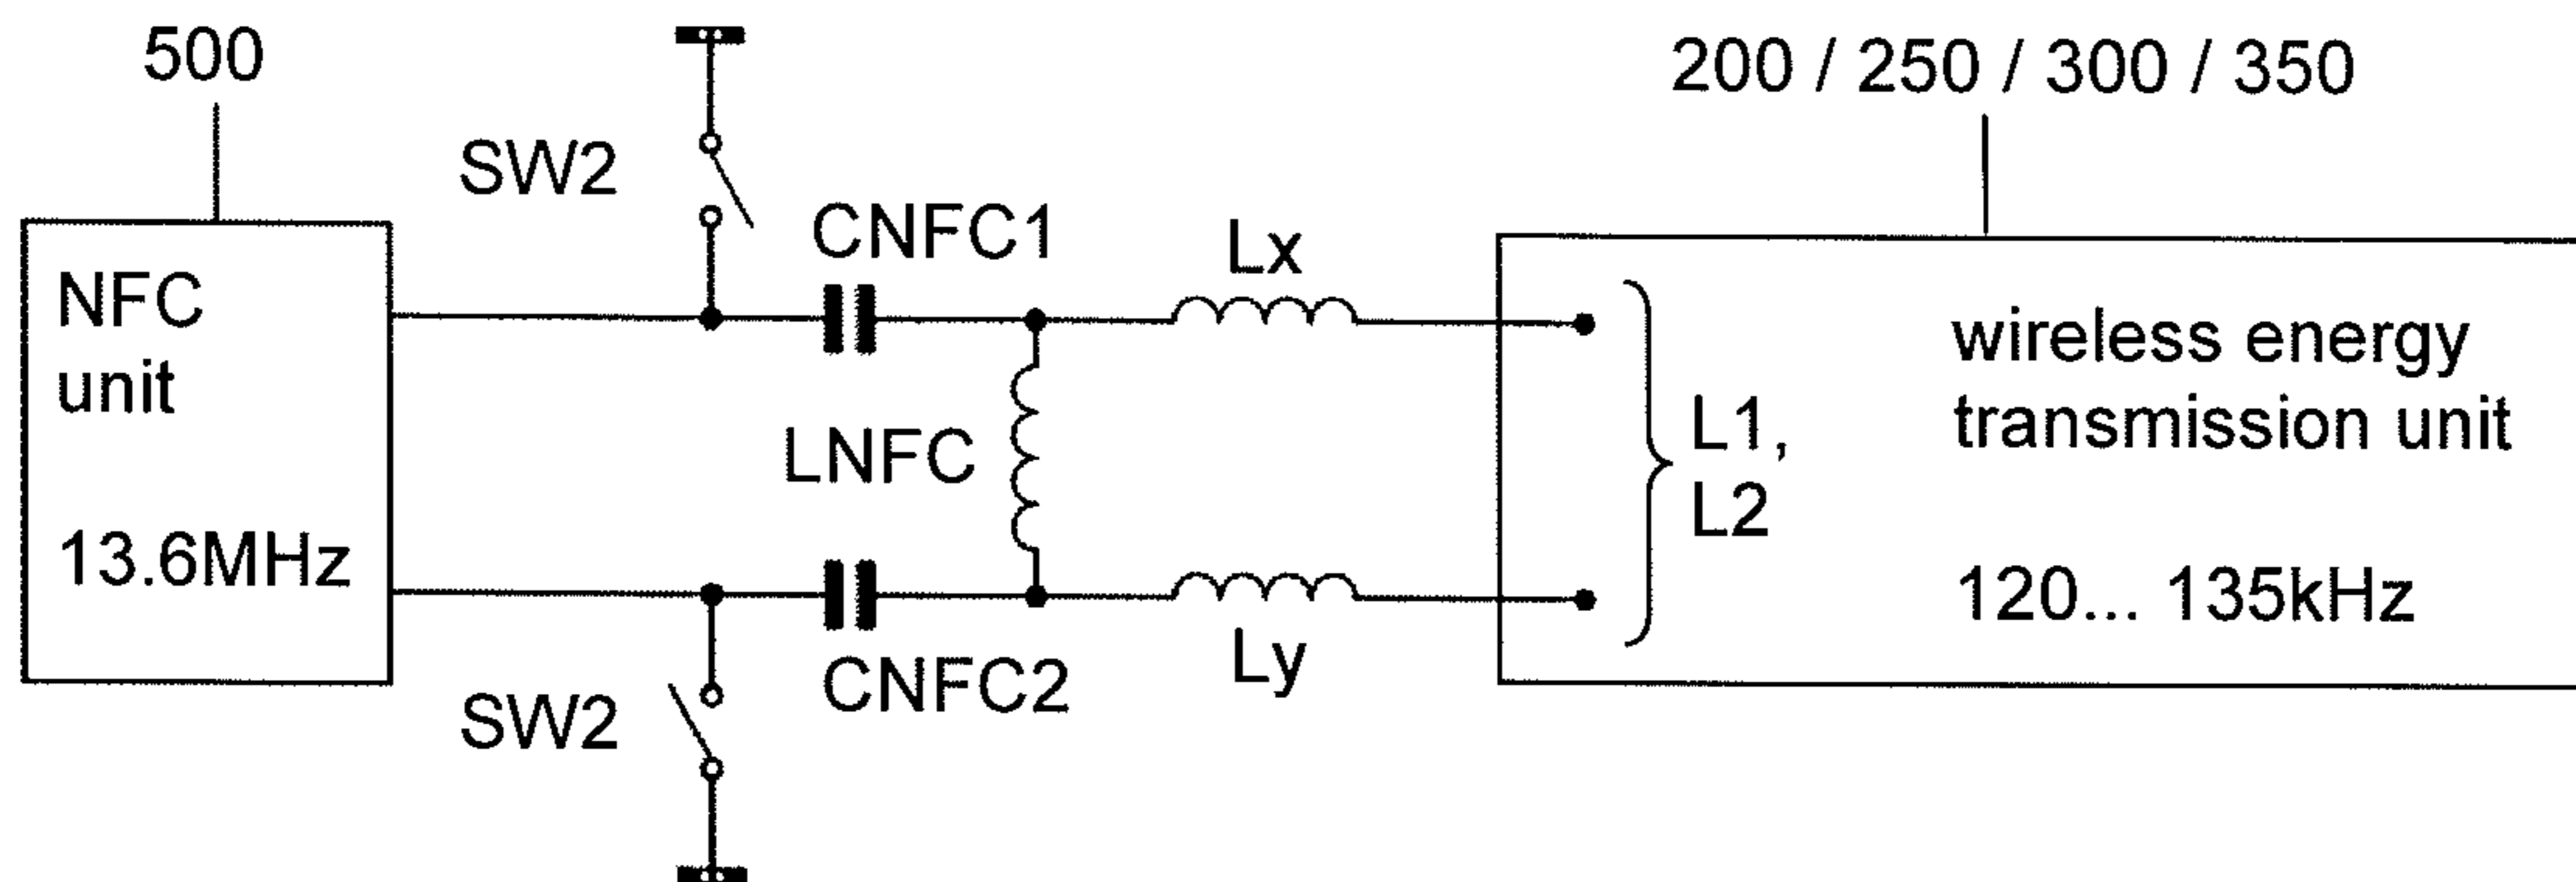 500
200 / 250 / 300 / 350
SW2
CNFC1
Lx
NFC
unit
13.6MHz
LNFC
L1,
L2
wireless energy
transmission unit
120... 135kHz
SW2
CNFC2
Ly